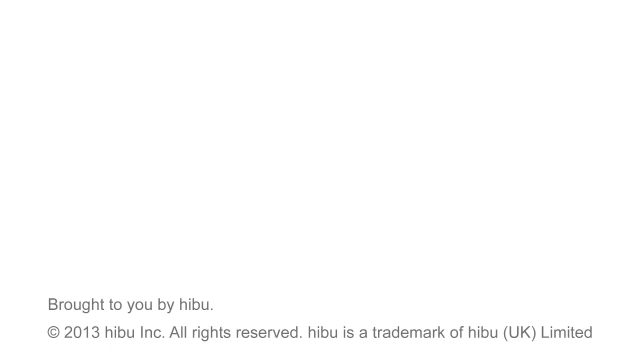 Brought to you by hibu.
© 2013 hibu Inc. All rights reserved. hibu is a trademark of hibu (UK) Limited